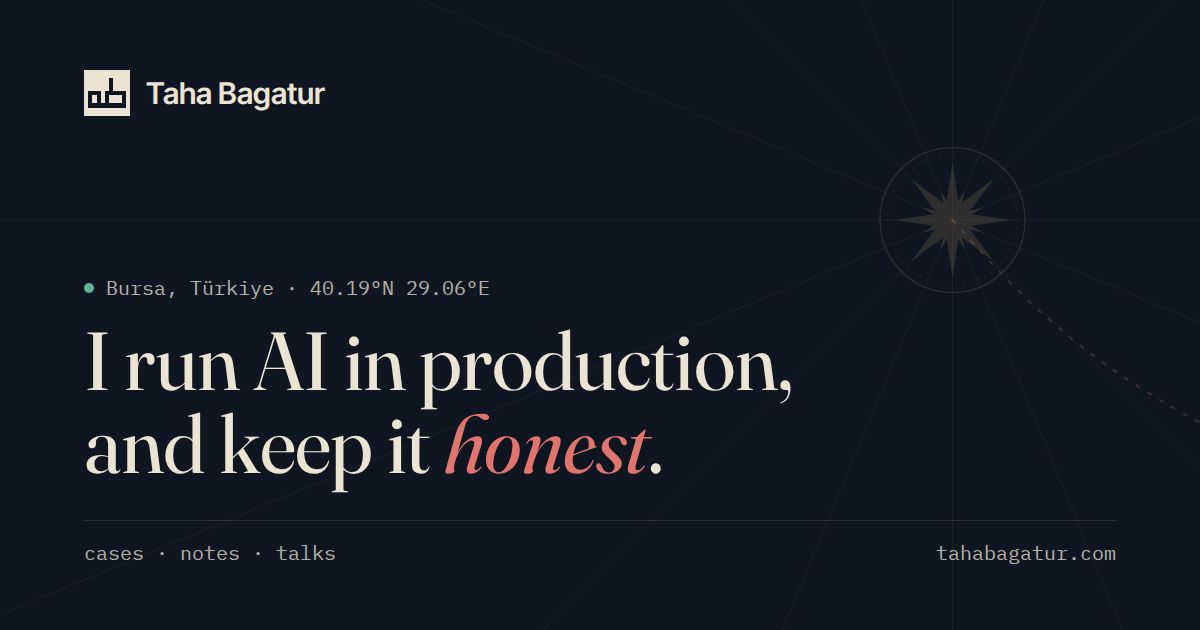 Taha Bagatur
Bursa, Türkiye · 40.19°N 29.06°E
I run AI in production,
and keep it honest.
cases · notes · talks
tahabagatur.com